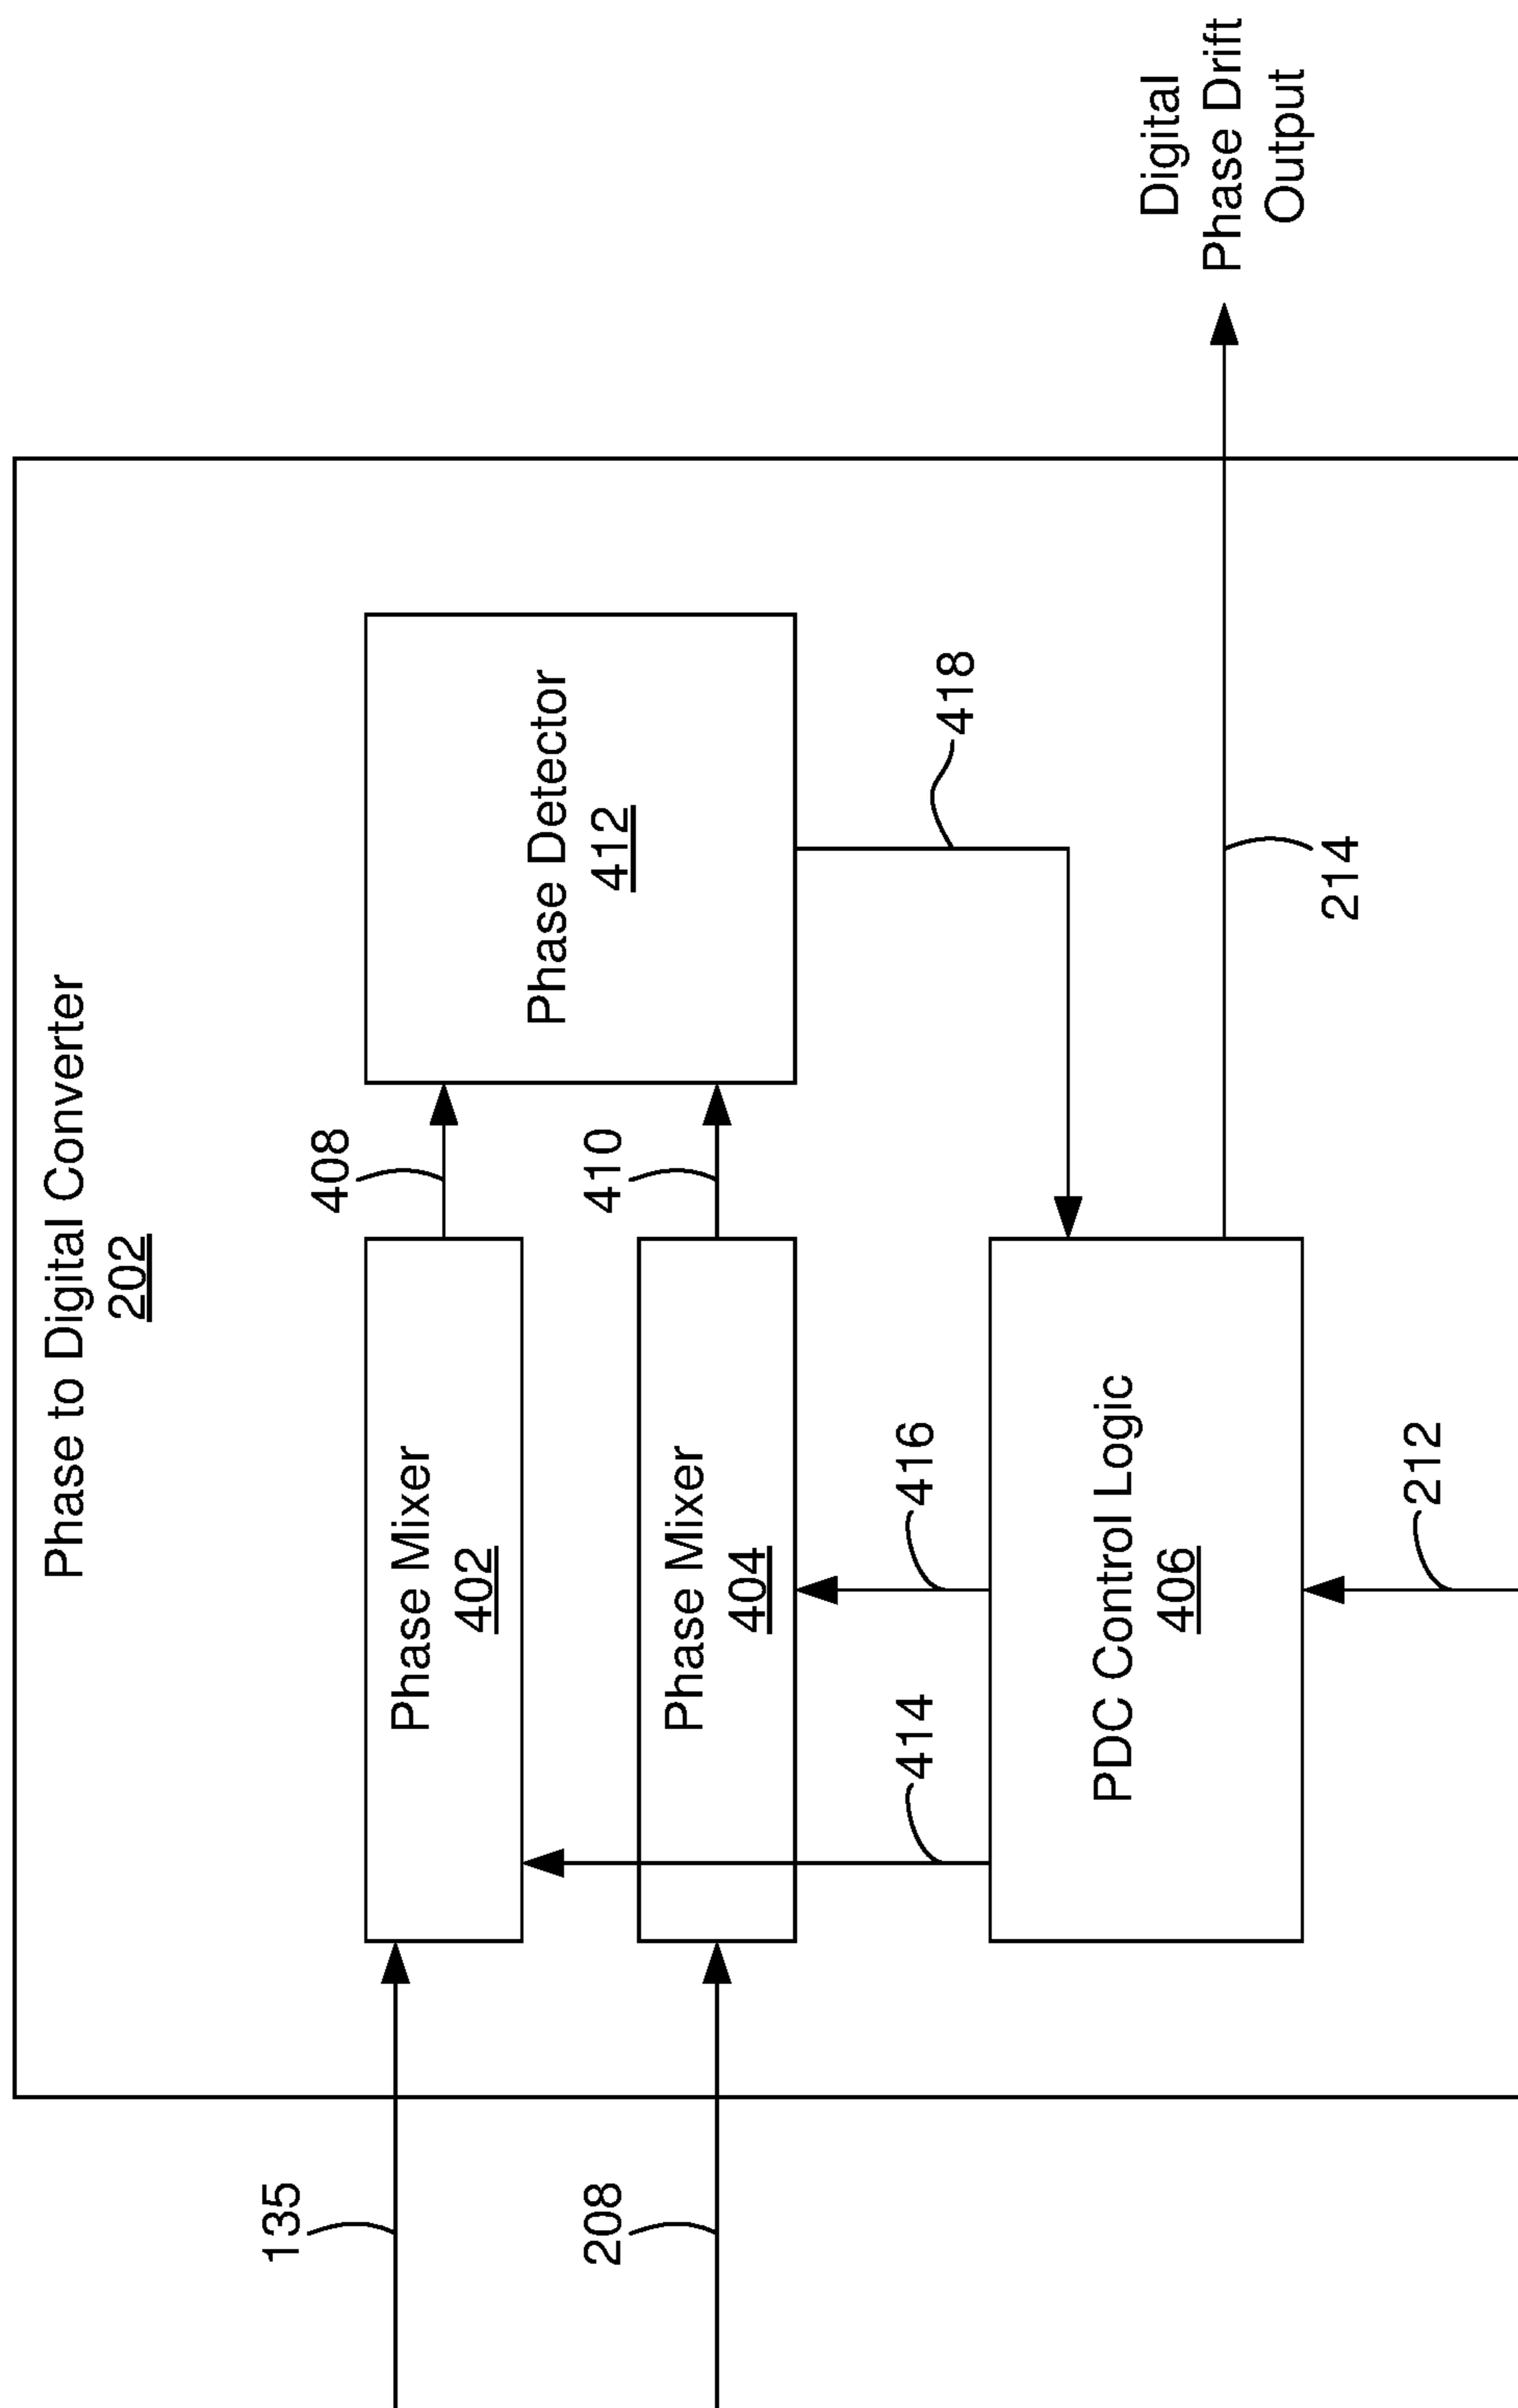 Phase to Digital Converter
202
135
208
Phase Mixer
402
408
Phase Mixer
404
410
Phase Detector
412
414
416
418
PDC Control Logic
406
212
214
Digital
Phase Drift
Output